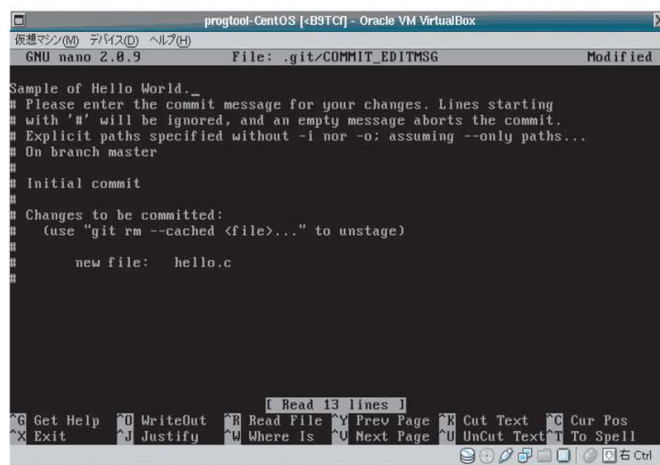 progtool-CentOS [<B9TCf] - Oracle VM VirtualBox
仮想マシン(M) デバイス(D) ヘルプ(H)
GNU nano 2.0.9 File: .git/COMMIT_EDITMSG Modified
Sample of Hello World._
# Please enter the commit message for your changes. Lines starting
# with '#' will be ignored, and an empty message aborts the commit.
# Explicit paths specified without -i nor -o; assuming --only paths...
# On branch master
#
# Initial commit
#
# Changes to be committed:
#   (use "git rm --cached <file>..." to unstage)
#
#       new file:   hello.c
#
[ Read 13 lines ]
^G Get Help ^O WriteOut ^R Read File ^Y Prev Page ^K Cut Text ^C Cur Pos
^X Exit ^J Justify ^W Where Is ^V Next Page ^U UnCut Text ^T To Spell
右 Ctrl